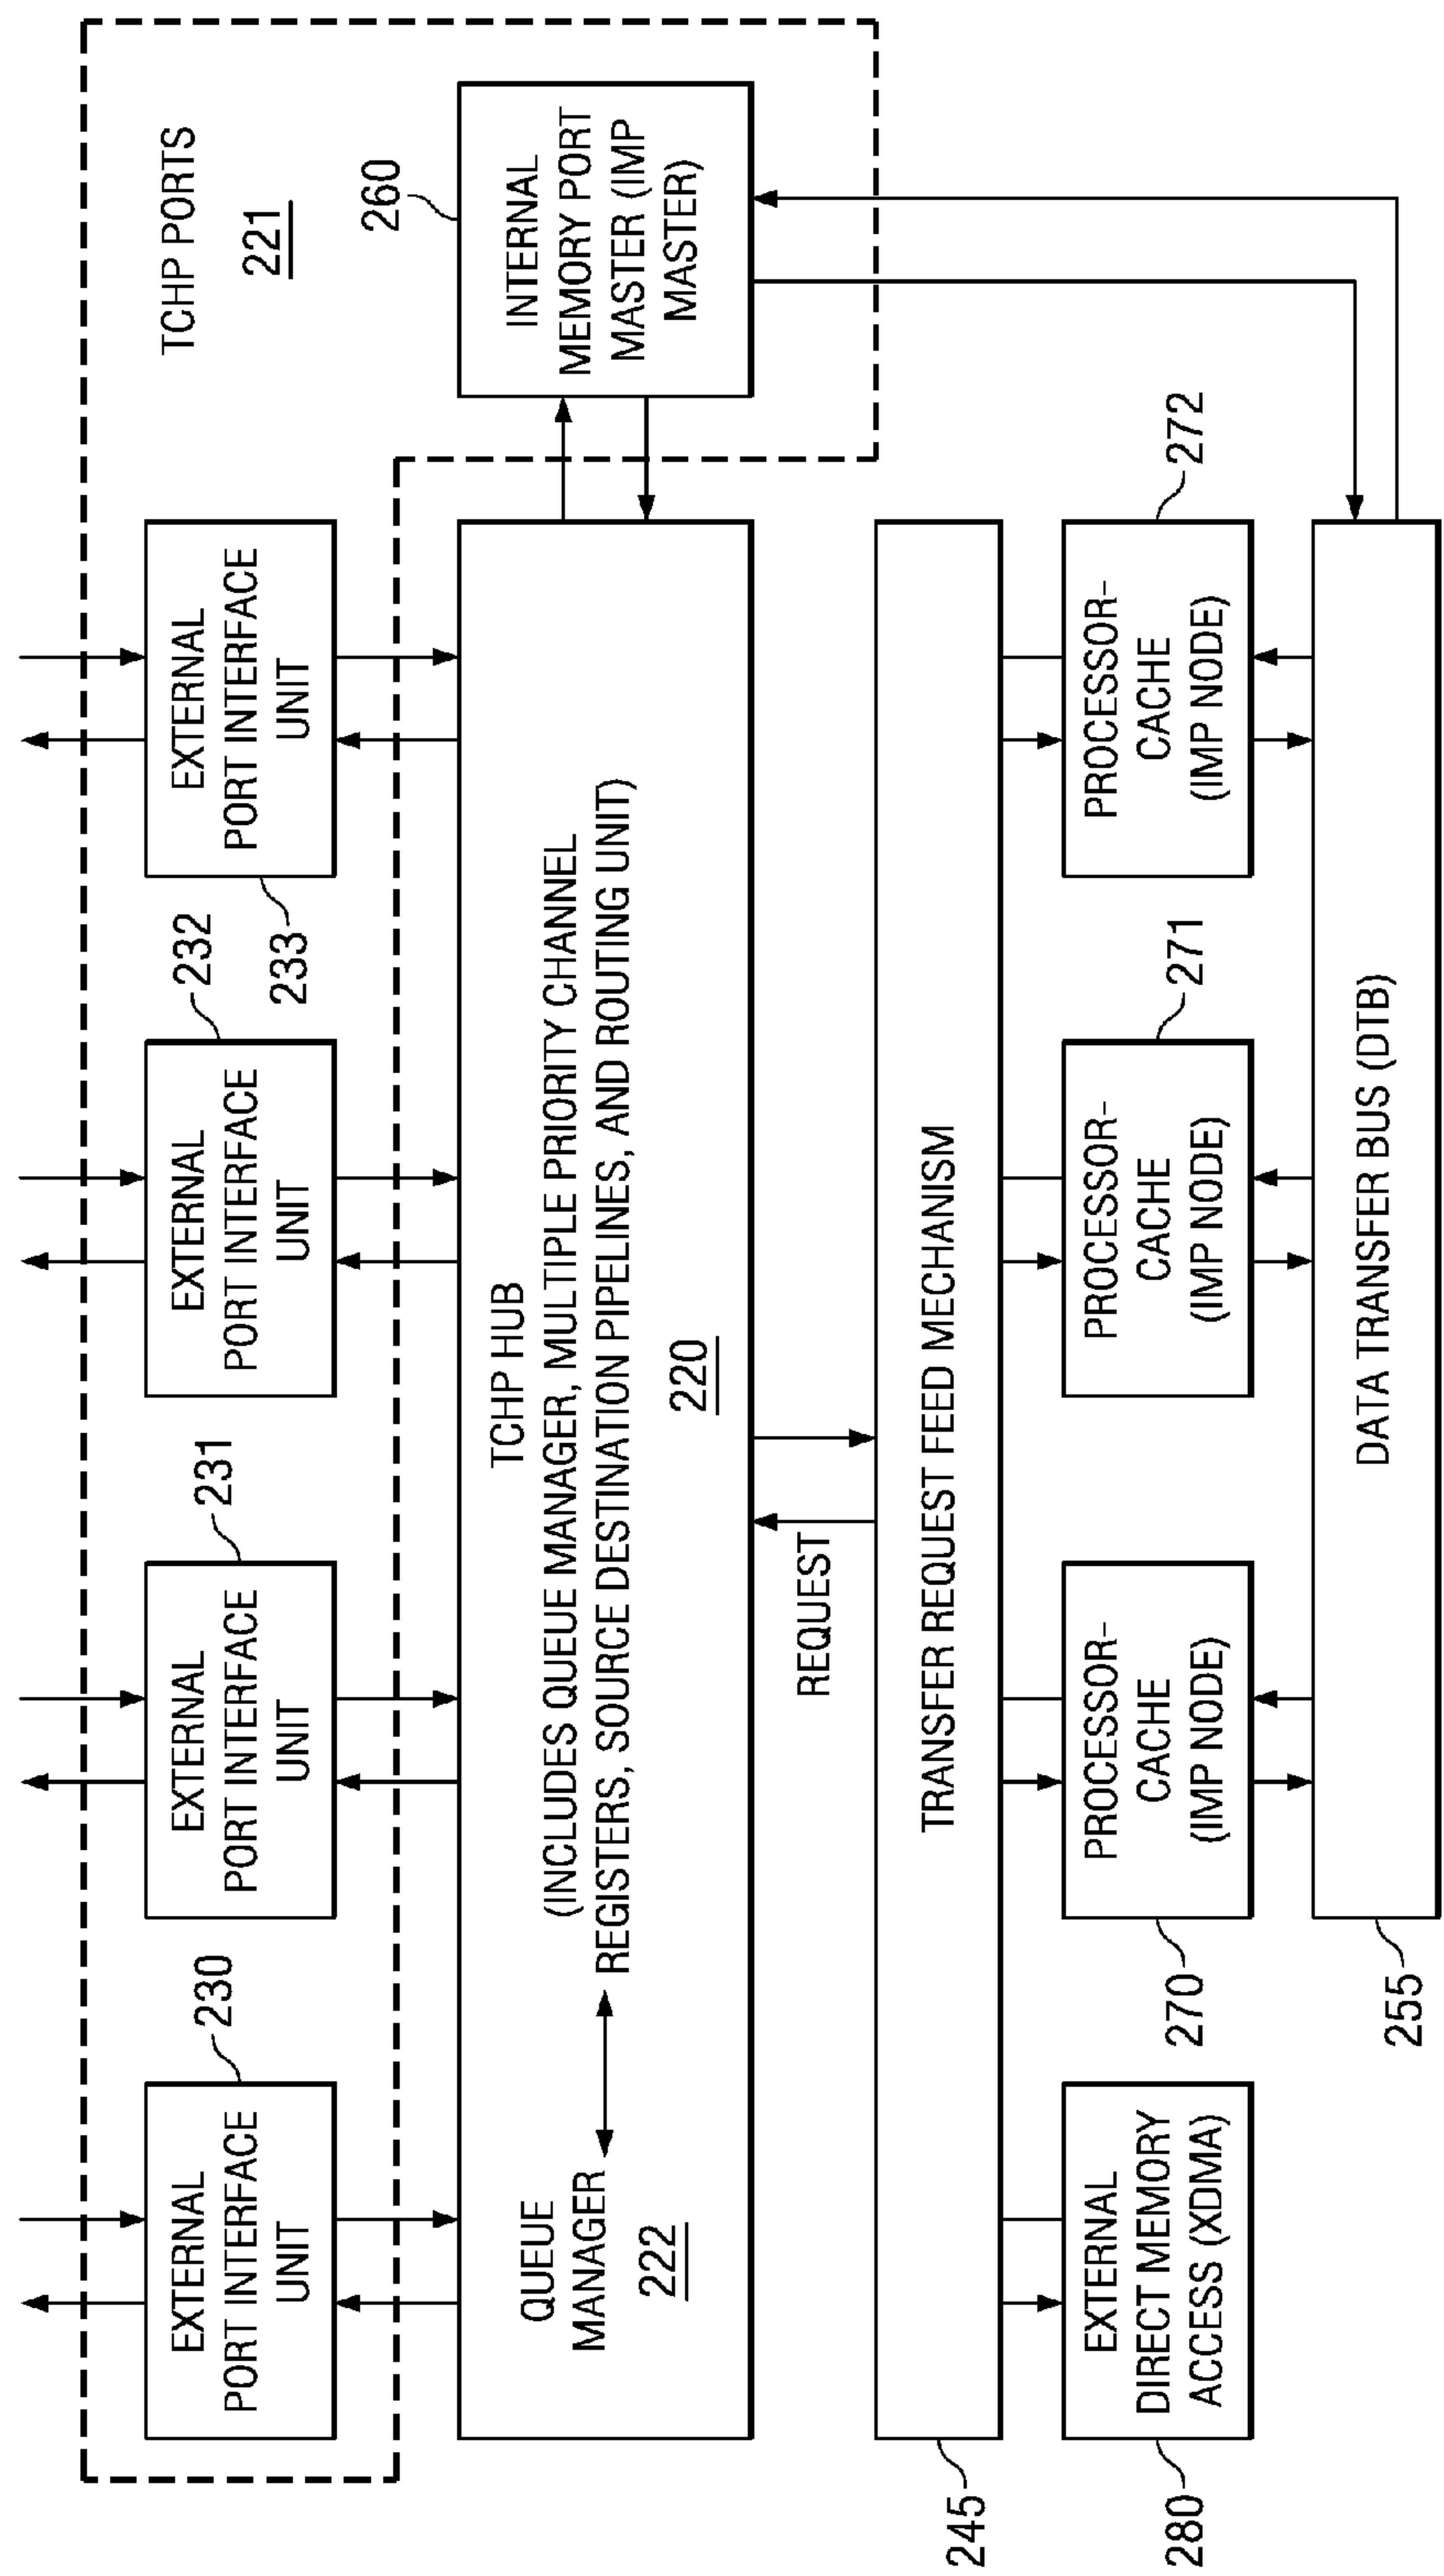 TCHP PORTS
221
EXTERNAL
PORT INTERFACE
UNIT
230
EXTERNAL
PORT INTERFACE
UNIT
231
EXTERNAL
PORT INTERFACE
UNIT
232
EXTERNAL
PORT INTERFACE
UNIT
233
TCHP HUB
(INCLUDES QUEUE MANAGER, MULTIPLE PRIORITY CHANNEL
REGISTERS, SOURCE DESTINATION PIPELINES, AND ROUTING UNIT)
220
QUEUE
MANAGER
222
260
INTERNAL
MEMORY PORT
MASTER (IMP
MASTER)
REQUEST
TRANSFER REQUEST FEED MECHANISM
245
EXTERNAL
DIRECT MEMORY
ACCESS (XDMA)
280
PROCESSOR-
CACHE
(IMP NODE)
270
PROCESSOR-
CACHE
(IMP NODE)
271
PROCESSOR-
CACHE
(IMP NODE)
272
DATA TRANSFER BUS (DTB)
255